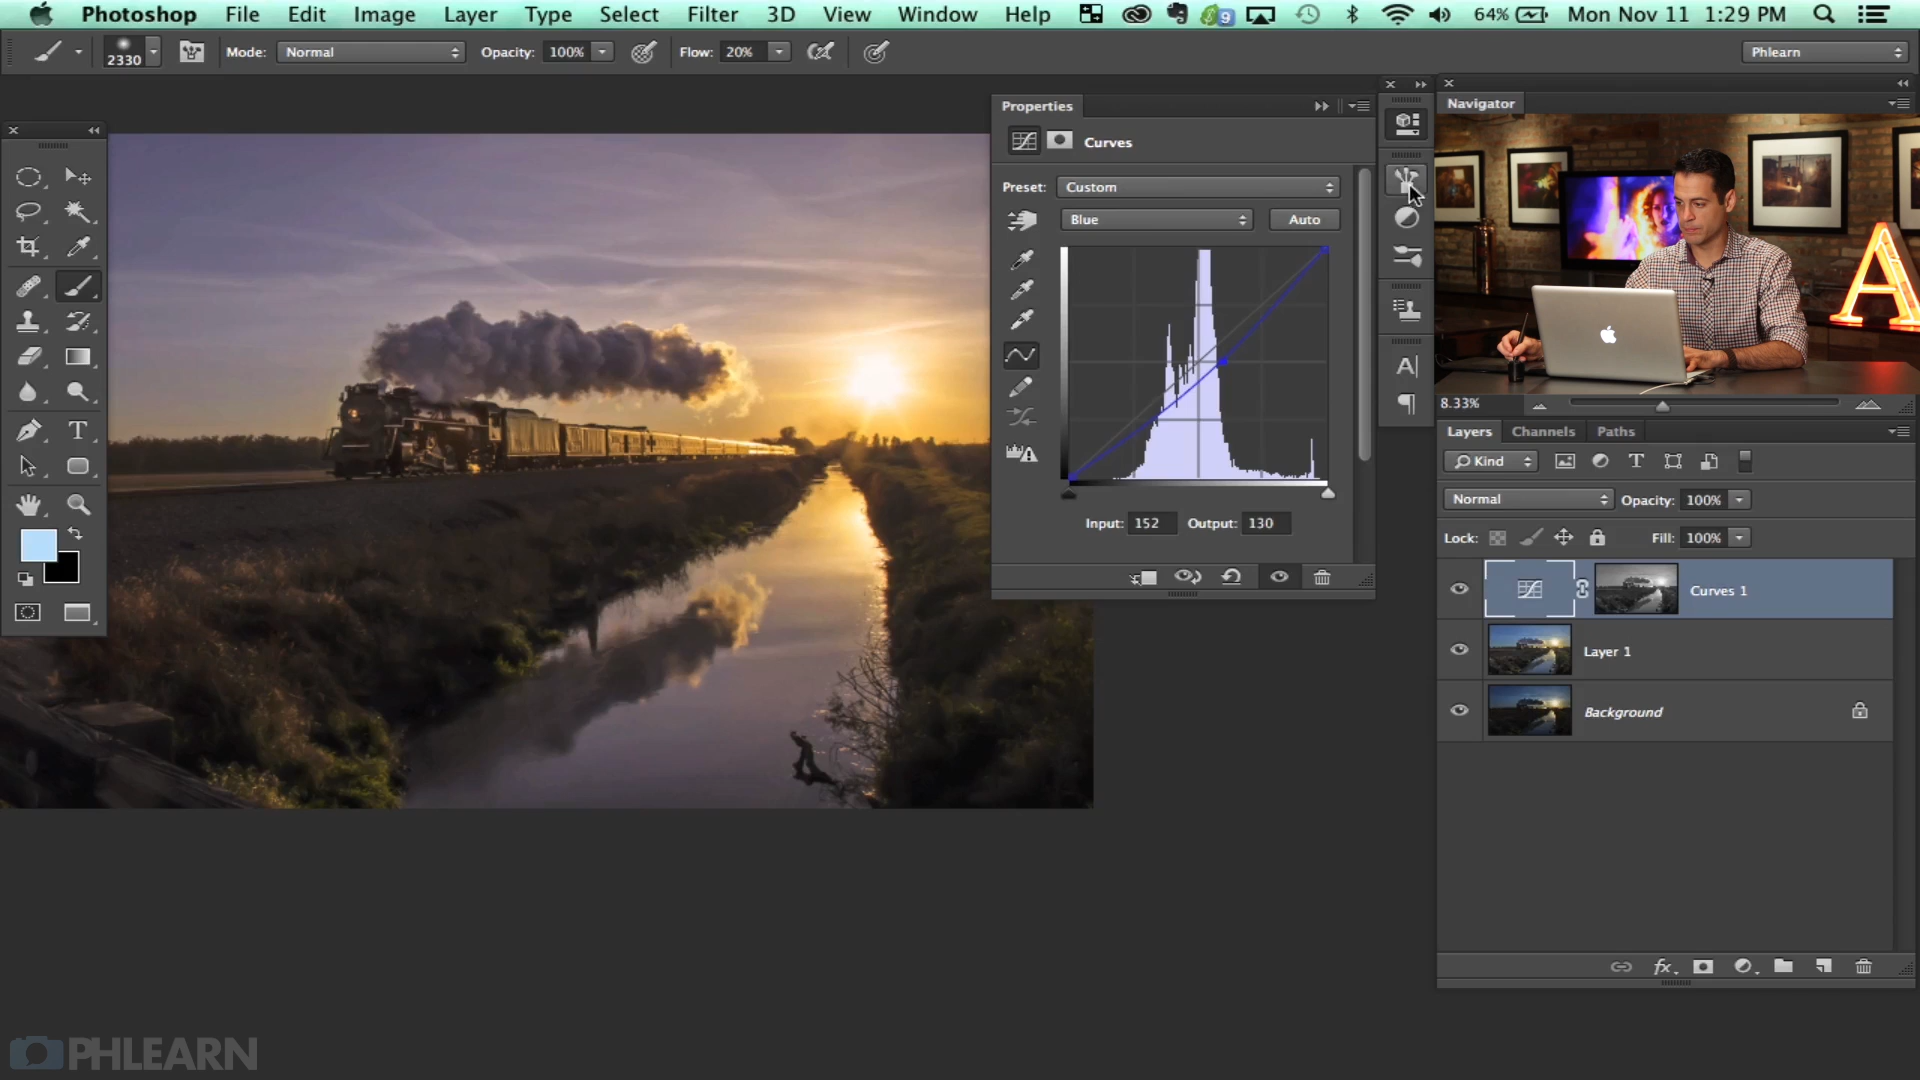 Photoshop File Edit Image Layer Type Select Filter 3D View Window Help 9 64% Mon Nov 11 1:29 PM
2330 Mode: Normal Opacity: 100% Flow: 20% Phlearn
Properties
Curves
Preset: Custom
Blue Auto
Input: 152 Output: 130
A
Navigator
A
8.33%
Layers Channels Paths
Kind T
Normal Opacity: 100%
Lock: Fill: 100%
Curves 1
Layer 1
Background
fx
T
PHLEARN